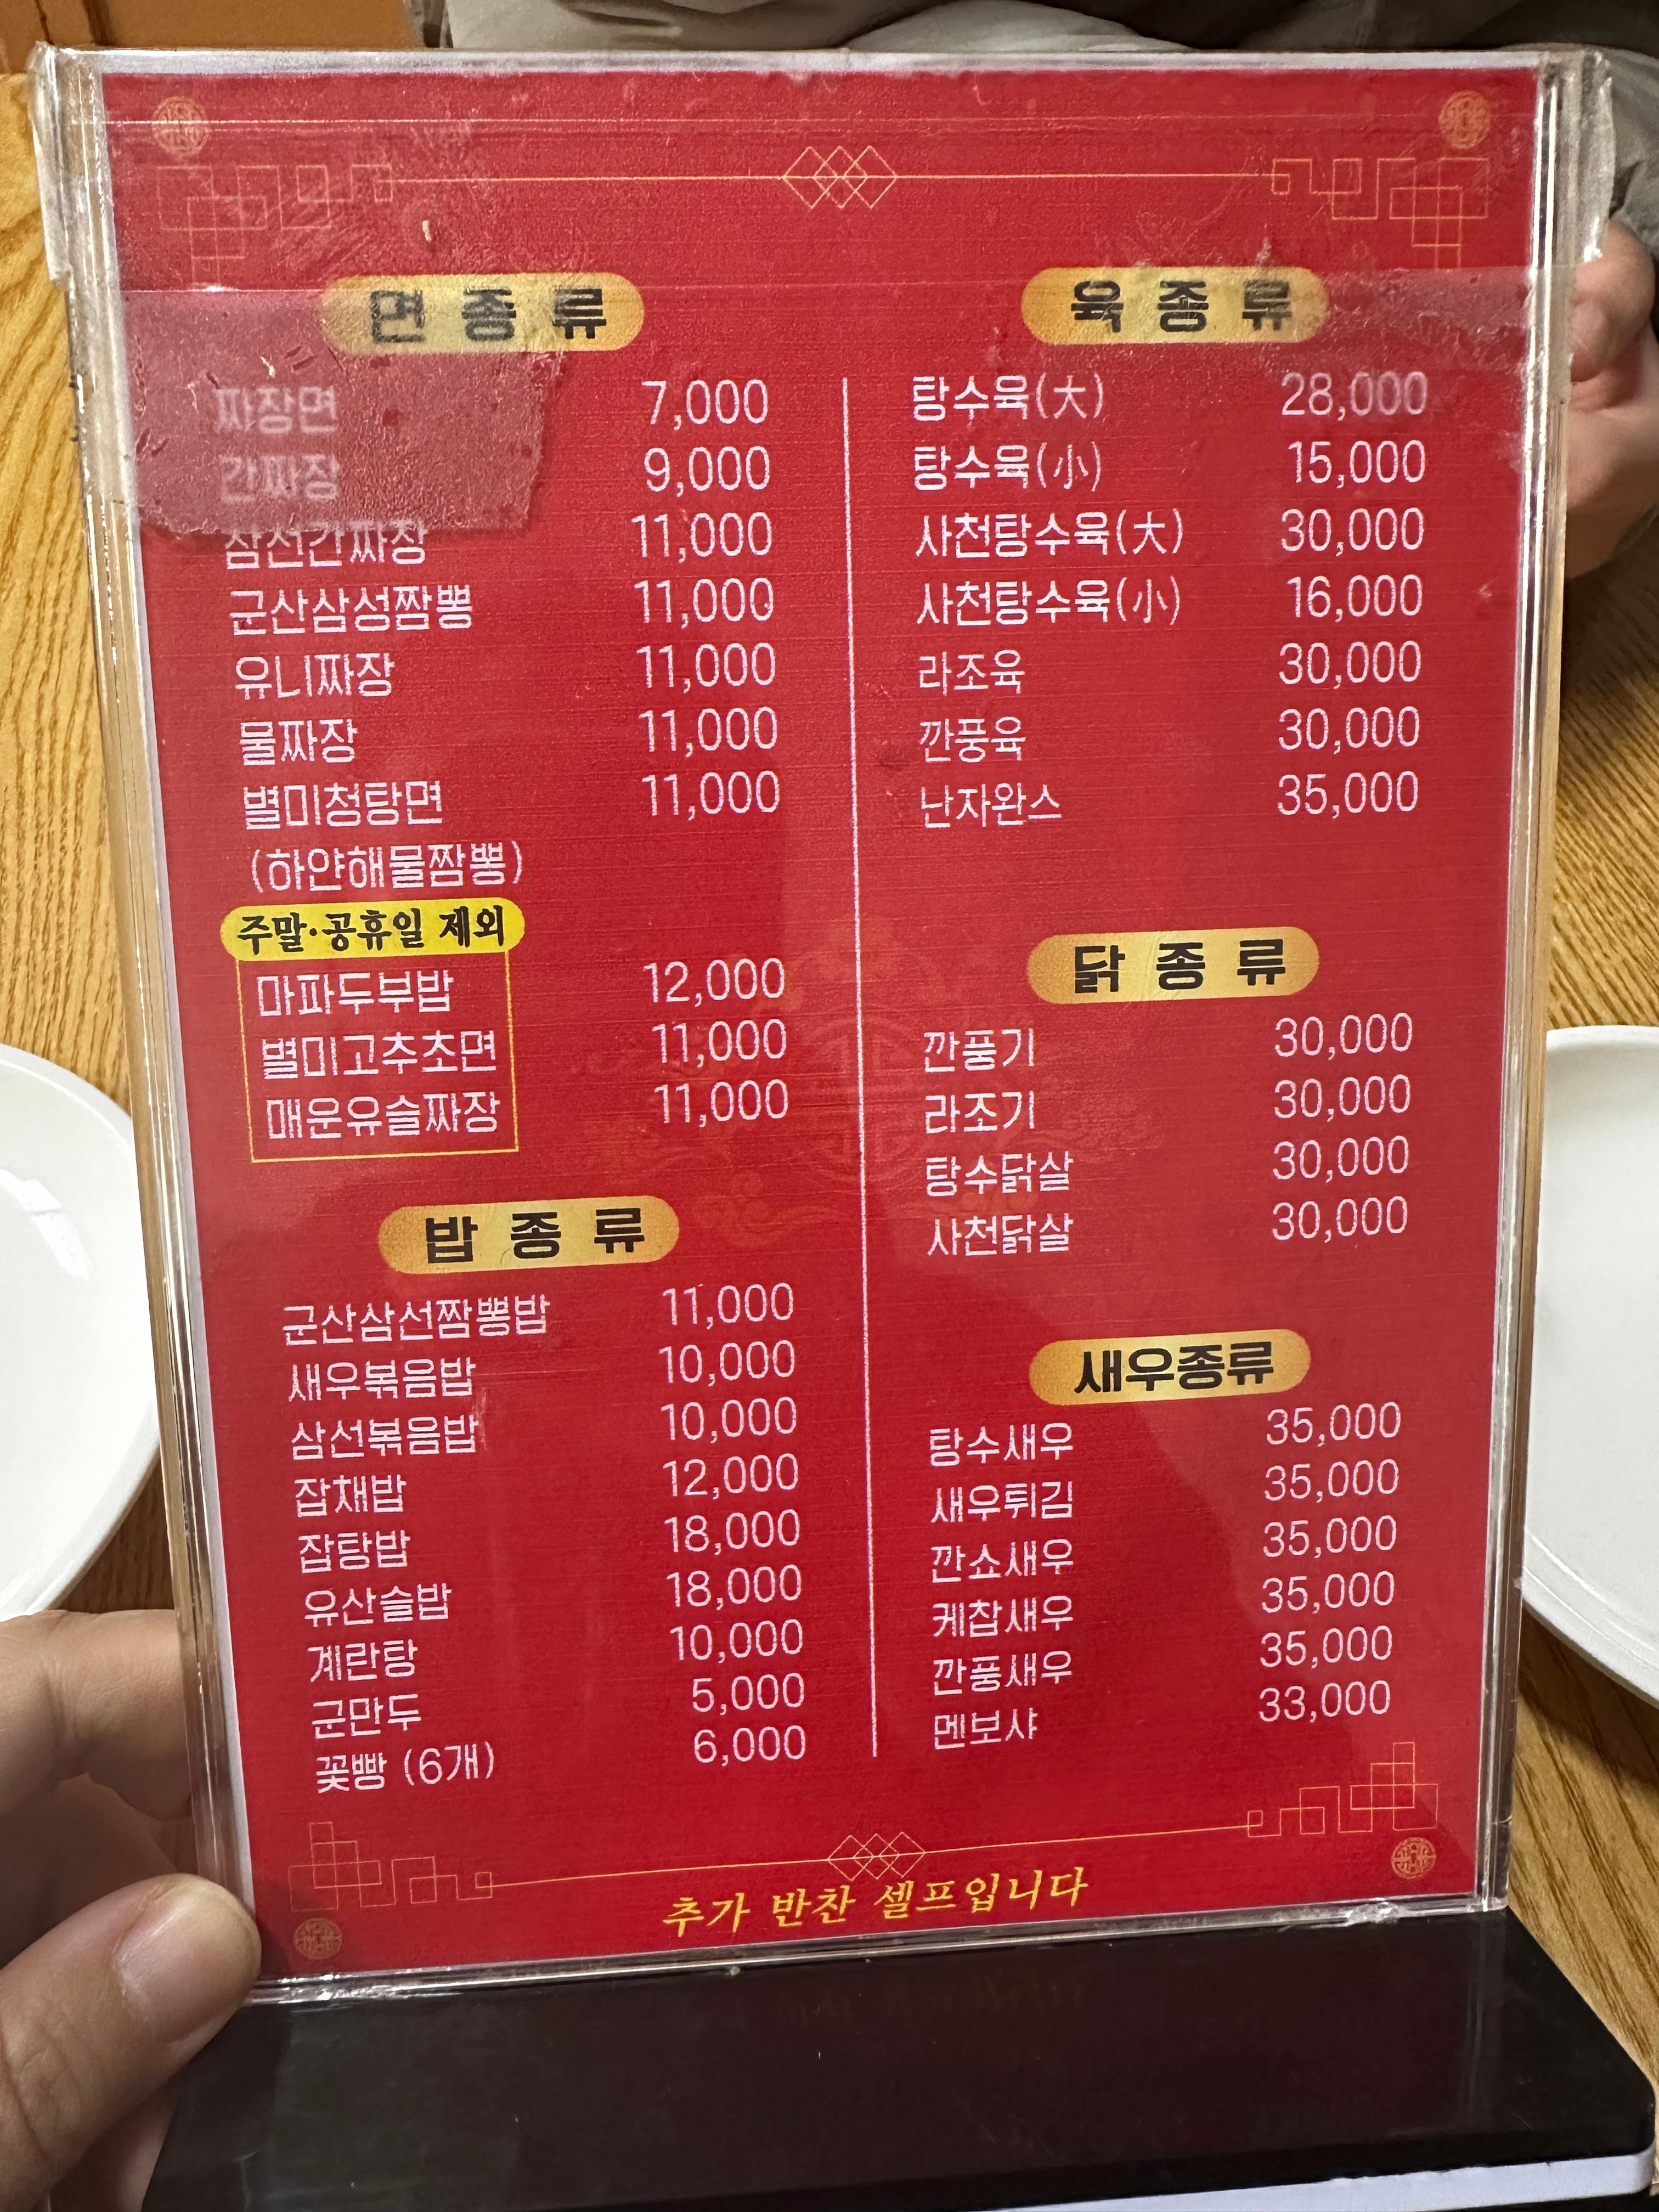 면 종 류
짜장면 7,000
간짜장 9,000
삼선간짜장 11,000
군산삼성짬뽕 11,000
유니짜장 11,000
물짜장 11,000
별미청탕면 11,000
(하얀해물짬뽕)
주말·공휴일 제외
마파두부밥 12,000
별미고추초면 11,000
매운유슬짜장 11,000
밥 종 류
군산삼선짬뽕밥 11,000
새우볶음밥 10,000
삼선볶음밥 10,000
잡채밥 12,000
잡탕밥 18,000
유산슬밥 18,000
계란탕 10,000
군만두 5,000
꽃빵 (6개) 6,000
육 종 류
탕수육(大) 28,000
탕수육(小) 15,000
사천탕수육(大) 30,000
사천탕수육(小) 16,000
라조육 30,000
깐풍육 30,000
난자완스 35,000
닭 종 류
깐풍기 30,000
라조기 30,000
탕수닭살 30,000
사천닭살 30,000
새우종류
탕수새우 35,000
새우튀김 35,000
깐쇼새우 35,000
케찹새우 35,000
깐풍새우 35,000
멘보샤 33,000
추가 반찬 셀프입니다